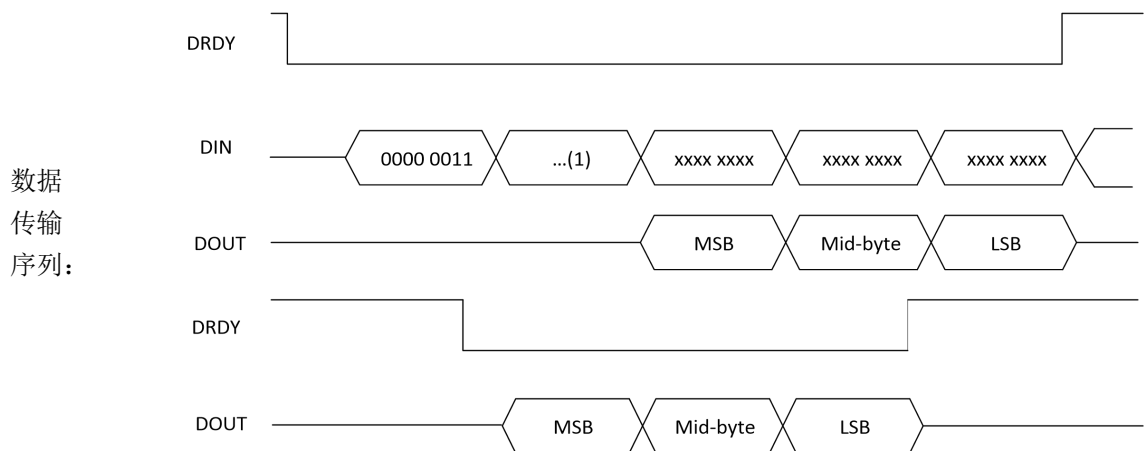 DRDY
DIN 0000 0011 ...(1) xxxx xxxx xxxx xxxx xxxx xxxx
数据
传输
序列：
DOUT MSB Mid-byte LSB
DRDY
DOUT MSB Mid-byte LSB